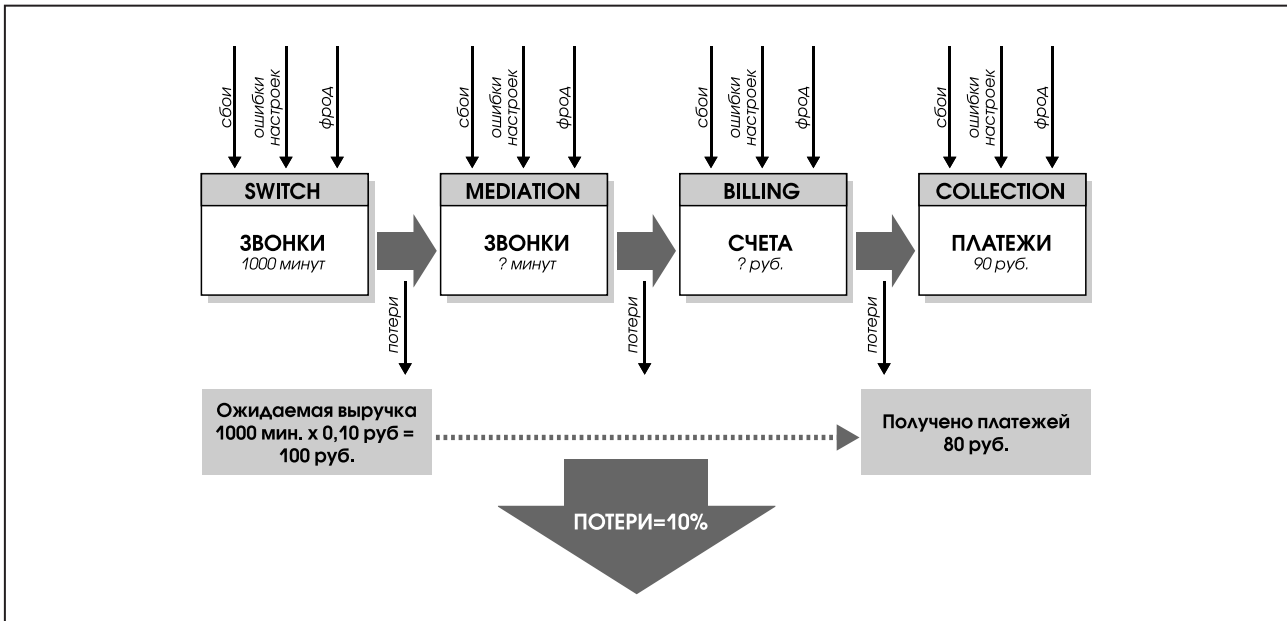 сбои
ошибки
настроек
фрод
сбои
ошибки
настроек
фрод
сбои
ошибки
настроек
фрод
сбои
ошибки
настроек
фрод
SWITCH
ЗВОНКИ
1000 минут
MEDIATION
ЗВОНКИ
? минут
BILLING
СЧЕТА
? руб.
COLLECTION
ПЛАТЕЖИ
90 руб.
потери
потери
потери
Ожидаемая выручка
1000 мин. x 0,10 руб =
100 руб.
Получено платежей
80 руб.
ПОТЕРИ=10%